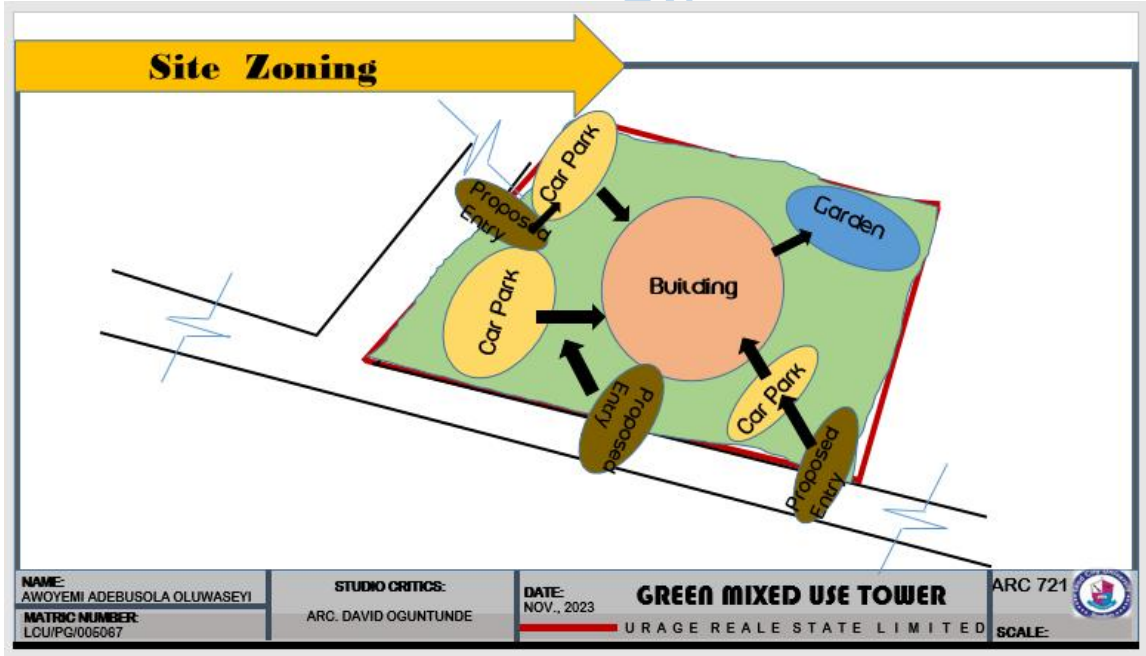 Site Zoning
Car Park
Proposed
Entry
Garden
Building
Car Park
Proposed
Entry
Car Park
Proposed
Entry
NAME:
AWOYEMI ADEBUSOLA OLUWASEYI
MATRIC NUMBER:
LCU/PG/005067
STUDIO CRITICS:
ARC. DAVID OGUNTUNDE
DATE:
NOV., 2023
GREEN MIXED USE TOWER
URAGE REALE STATE LIMITED
ARC 721
SCALE: